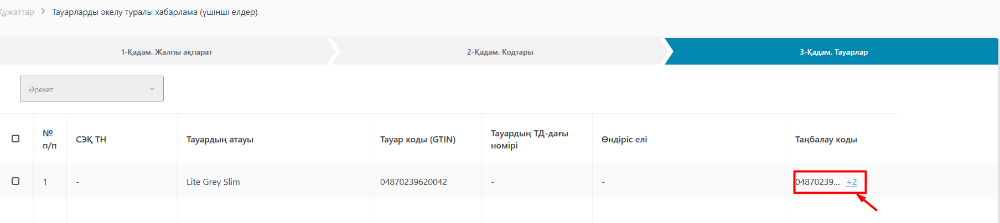 Құжаттар > Тауарларды әкелу туралы хабарлама (үшінші елдер)
1-Қадам. Жалпы ақпарат
2-Қадам. Кодтары
3-Қадам. Тауарлар
Әрекет
№ п/п
СЭҚ ТН
Тауардың атауы
Тауар коды (GTIN)
Тауардың ТД-дағы нөмірі
Өндіріс елі
Таңбалау коды
1
-
Lite Grey Slim
04870239620042
-
-
04870239... +2